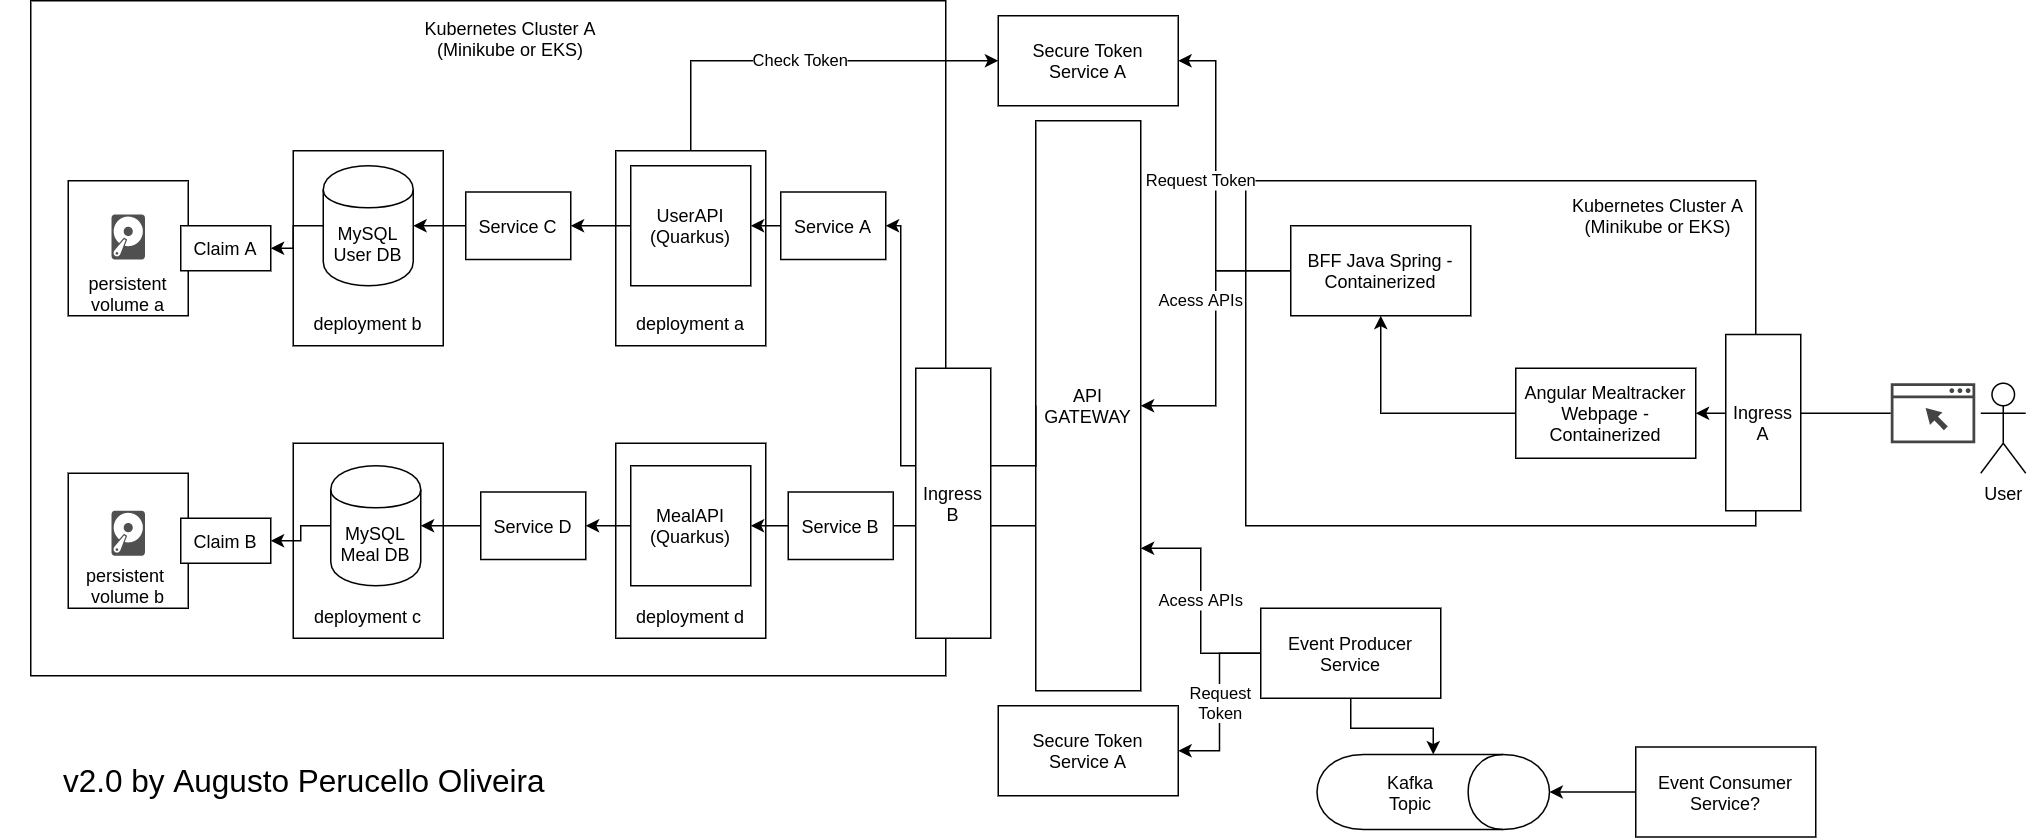 Kubernetes Cluster A
(Minikube or EKS)
Check Token
Secure Token
Service A
Request Token
Kubernetes Cluster A
(Minikube or EKS)
persistent
volume a
Claim A
MySQL
User DB
deployment b
Service C
UserAPI
(Quarkus)
deployment a
Service A
BFF Java Spring -
Containerized
Acess APIs
API
GATEWAY
Angular Mealtracker
Webpage -
Containerized
Ingress
A
User
persistent
volume b
Claim B
MySQL
Meal DB
deployment c
Service D
MealAPI
(Quarkus)
deployment d
Service B
Ingress
B
Acess APIs
Event Producer
Service
Request
Token
Secure Token
Service A
Kafka
Topic
Event Consumer
Service?
v2.0 by Augusto Perucello Oliveira